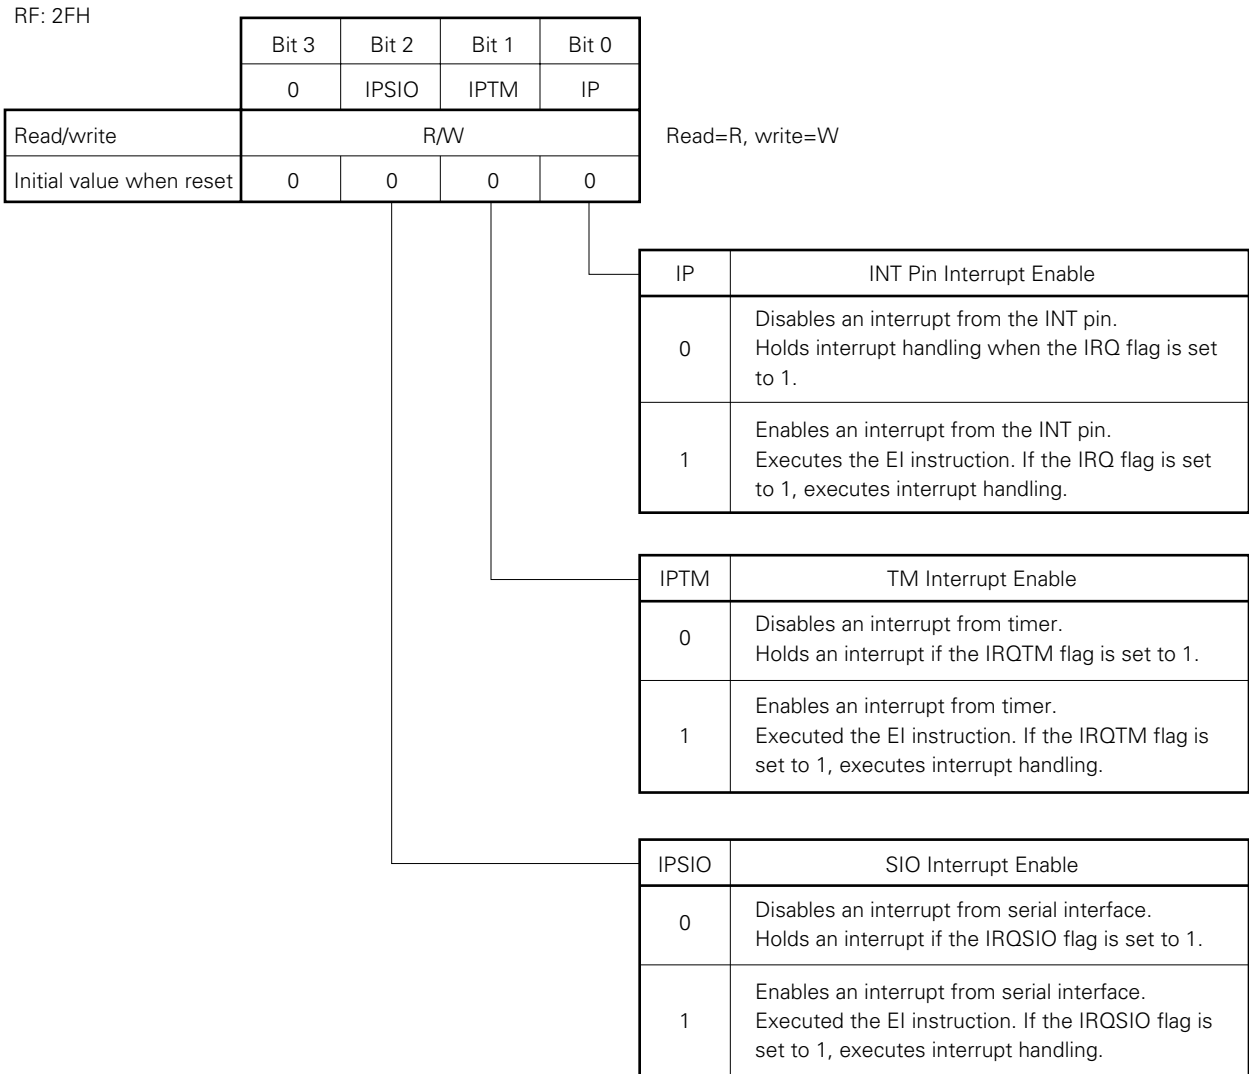 RF: 2FH
Bit 3 Bit 2 Bit 1 Bit 0
0 IPSIO IPTM IP
Read/write R/W Read=R, write=W
Initial value when reset 0 0 0 0
IP INT Pin Interrupt Enable
0 Disables an interrupt from the INT pin.
Holds interrupt handling when the IRQ flag is set
to 1.
1 Enables an interrupt from the INT pin.
Executes the EI instruction. If the IRQ flag is set
to 1, executes interrupt handling.
IPTM TM Interrupt Enable
0 Disables an interrupt from timer.
Holds an interrupt if the IRQTM flag is set to 1.
1 Enables an interrupt from timer.
Executed the EI instruction. If the IRQTM flag is
set to 1, executes interrupt handling.
IPSIO SIO Interrupt Enable
0 Disables an interrupt from serial interface.
Holds an interrupt if the IRQSIO flag is set to 1.
1 Enables an interrupt from serial interface.
Executed the EI instruction. If the IRQSIO flag is
set to 1, executes interrupt handling.